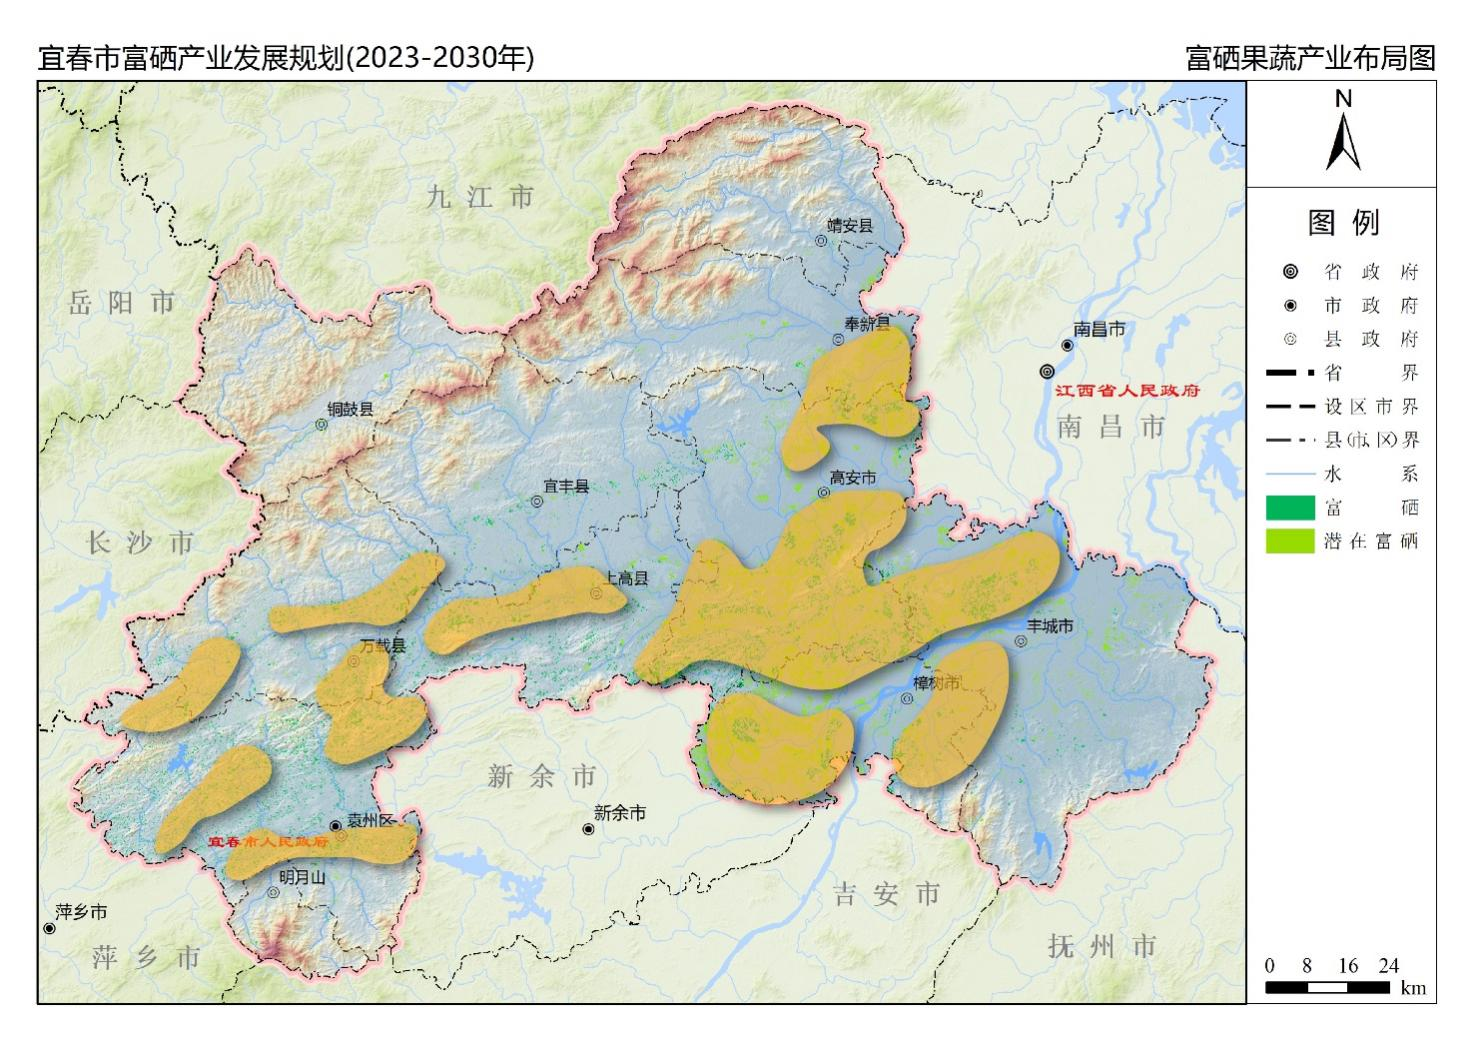 宜春市富硒产业发展规划(2023-2030年)
富硒果蔬产业布局图
N
图例
省政府
市政府
县政府
省界
设区市界
县(市、区)界
水系
富硒
潜在富硒
0 8 16 24
km
九江市
靖安县
岳阳市
奉新县
南昌市
江西省人民政府
南昌市
铜鼓县
高安市
宜丰县
长沙市
上高县
丰城市
万载县
樟树市
新余市
新余市
袁州区
宜春市人民政府
明月山
吉安市
萍乡市
萍乡市
抚州市